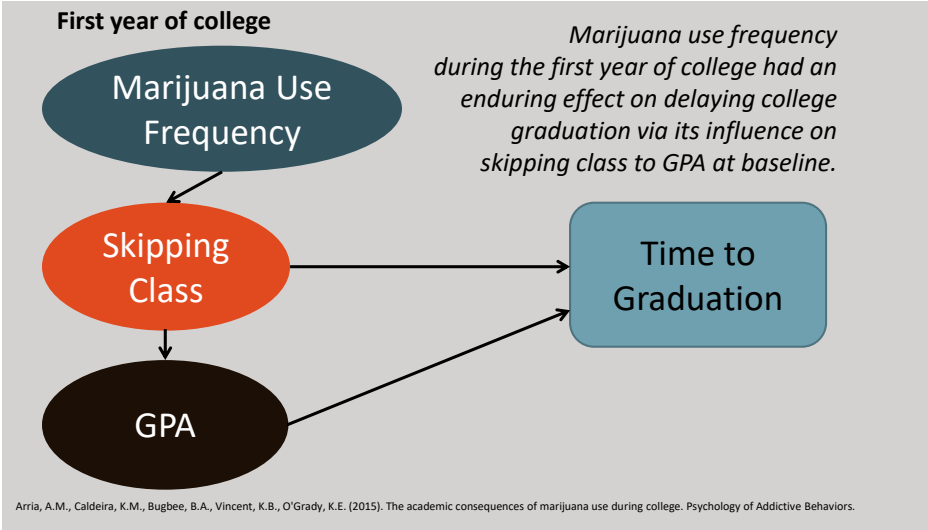 First year of college
Marijuana Use
Frequency
Marijuana use frequency
during the first year of college had an
enduring effect on delaying college
graduation via its influence on
skipping class to GPA at baseline.
Skipping
Class
Time to
Graduation
GPA
Arria, A.M., Caldeira, K.M., Bugbee, B.A., Vincent, K.B., O'Grady, K.E. (2015). The academic consequences of marijuana use during college. Psychology of Addictive Behaviors.